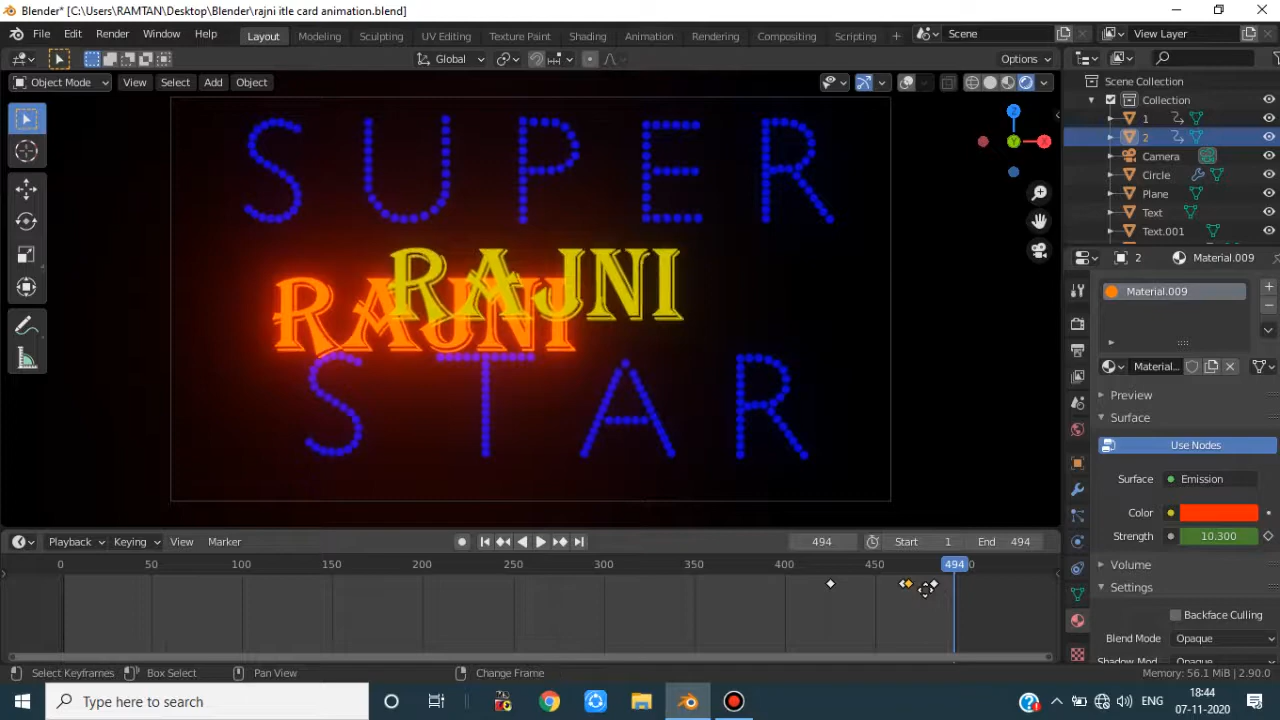 Blender* [C:\Users\RAMTAN\Desktop\Blender\rajni itle card animation.blend]
File Edit Render Window Help Layout Modeling Sculpting UV Editing Texture Paint Shading Animation Rendering Compositing Scripting Scene View Layer
Global Options
Object Mode View Select Add Object
Scene Collection
Collection
1
2
Camera
Circle
Plane
Text
Text.001
SUPER
RAJNI
RAJNI
STAR
Z
X
Y
2 Material.009
Material.009
Material...
Preview
Surface
Use Nodes
Surface Emission
Color
Strength 10.300
Volume
Settings
Backface Culling
Blend Mode Opaque
Shadow Mod Opaque
Playback Keying View Marker 494 Start 1 End 494
0 50 100 150 200 250 300 350 400 450 494 0
Select Keyframes Box Select Pan View Change Frame Memory: 56.1 MiB | 2.90.0
Type here to search
ENG
18:44
07-11-2020